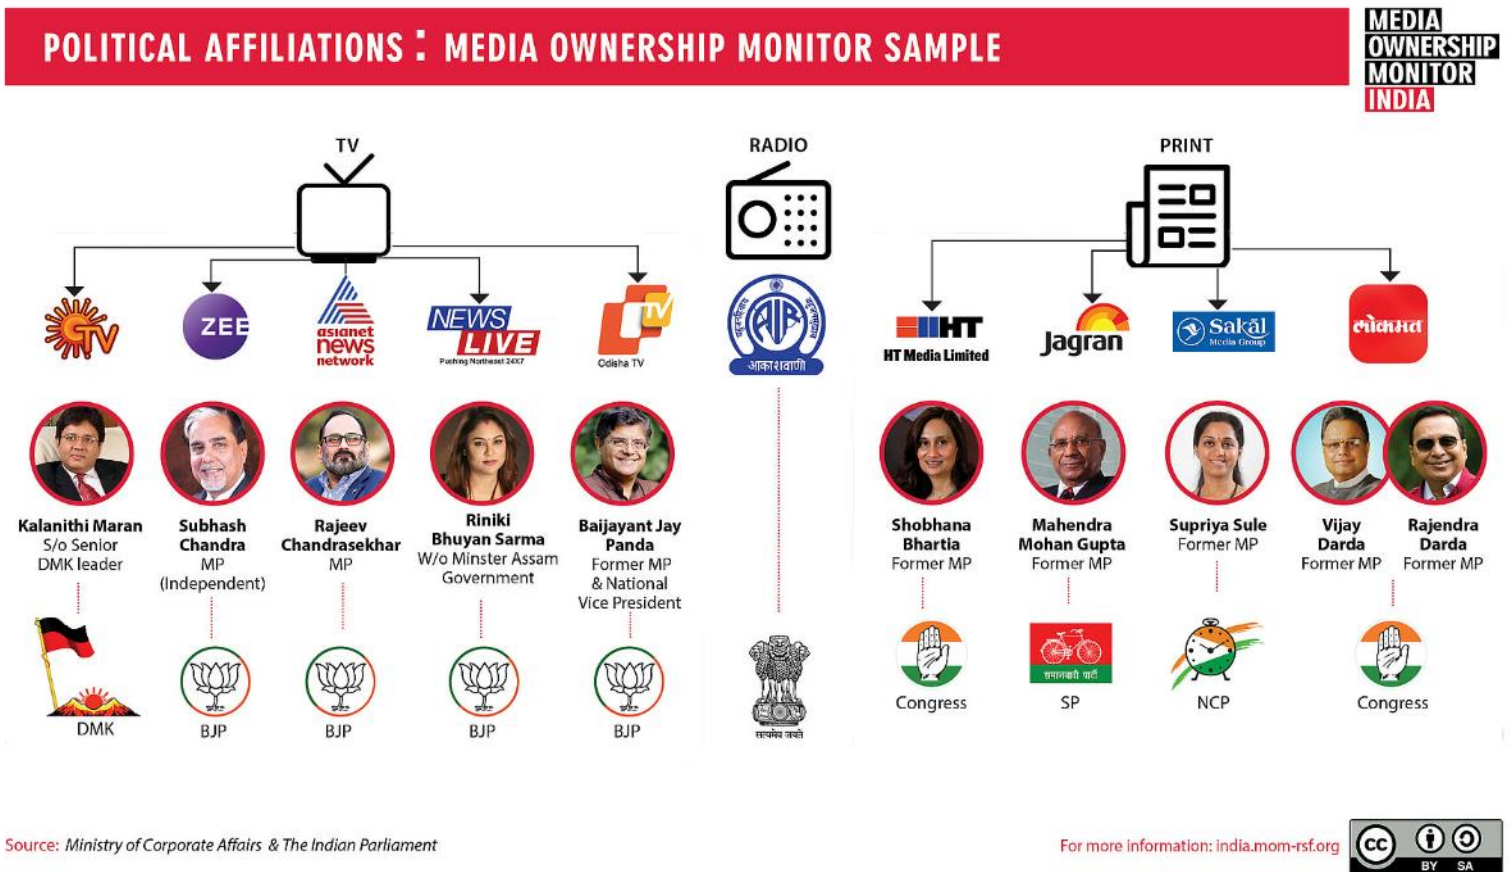 POLITICAL AFFILIATIONS : MEDIA OWNERSHIP MONITOR SAMPLE
MEDIA
OWNERSHIP
MONITOR
INDIA
TV
RADIO
PRINT
TV
ZEE
asianet
news
network
NEWS
LIVE
Pushing Northeast 24X7
TV
Odisha TV
AIR
आकाशवाणी
HT
HT Media Limited
Jagran
Sakāl
Media Group
लोकमत
Kalanithi Maran
S/o Senior
DMK leader
Subhash
Chandra
MP
(Independent)
Rajeev
Chandrasekhar
MP
Riniki
Bhuyan Sarma
W/o Minster Assam
Government
Baijayant Jay
Panda
Former MP
& National
Vice President
Shobhana
Bhartia
Former MP
Mahendra
Mohan Gupta
Former MP
Supriya Sule
Former MP
Vijay
Darda
Former MP
Rajendra
Darda
Former MP
DMK
BJP
BJP
BJP
BJP
सत्यमेव जयते
Congress
समाजवादी पार्टी
SP
NCP
Congress
Source: Ministry of Corporate Affairs & The Indian Parliament
For more information: india.mom-rsf.org
cc
BY SA